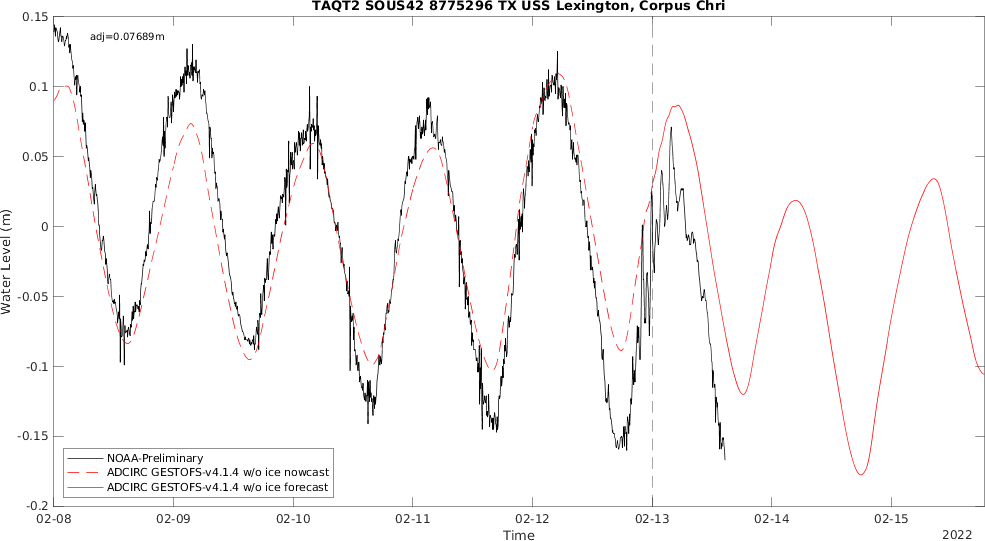 TAQT2 SOUS42 8775296 TX USS Lexington, Corpus Chri
adj=0.07689m
0.15
0.1
0.05
0
-0.05
-0.1
-0.15
-0.2
Water Level (m)
NOAA-Preliminary
ADCIRC GESTOFS-v4.1.4 w/o ice nowcast
ADCIRC GESTOFS-v4.1.4 w/o ice forecast
02-08 02-09 02-10 02-11 02-12 02-13 02-14 02-15
Time
2022